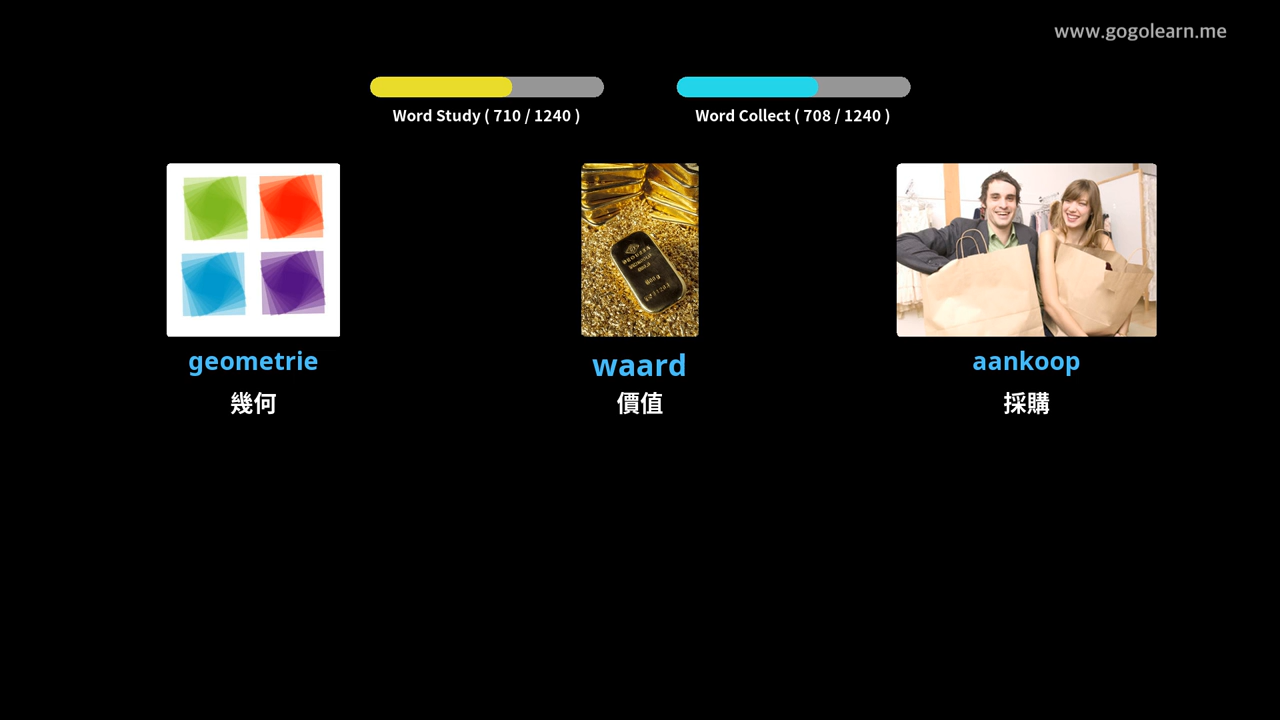 www.gogolearn.me
Word Study ( 710 / 1240 )
Word Collect ( 708 / 1240 )
geometrie
waard
aankoop
幾何
價值
採購